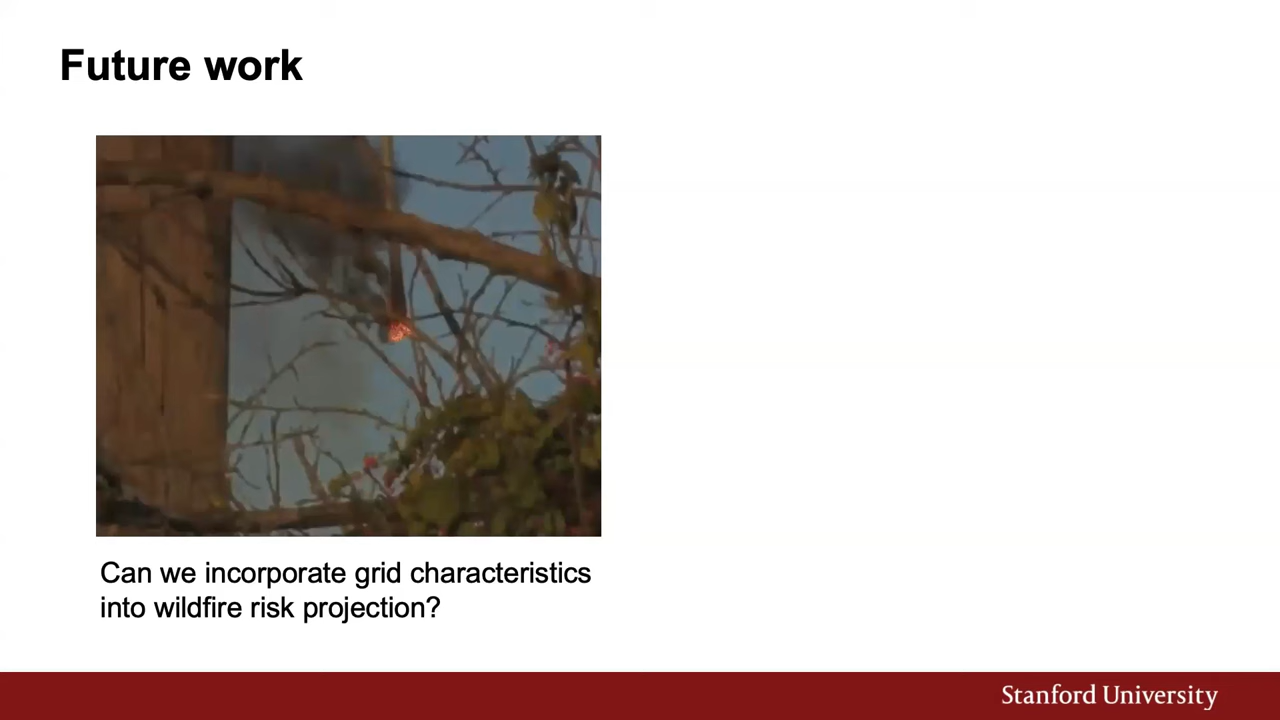 Future work
Can we incorporate grid characteristics
into wildfire risk projection?
Stanford University